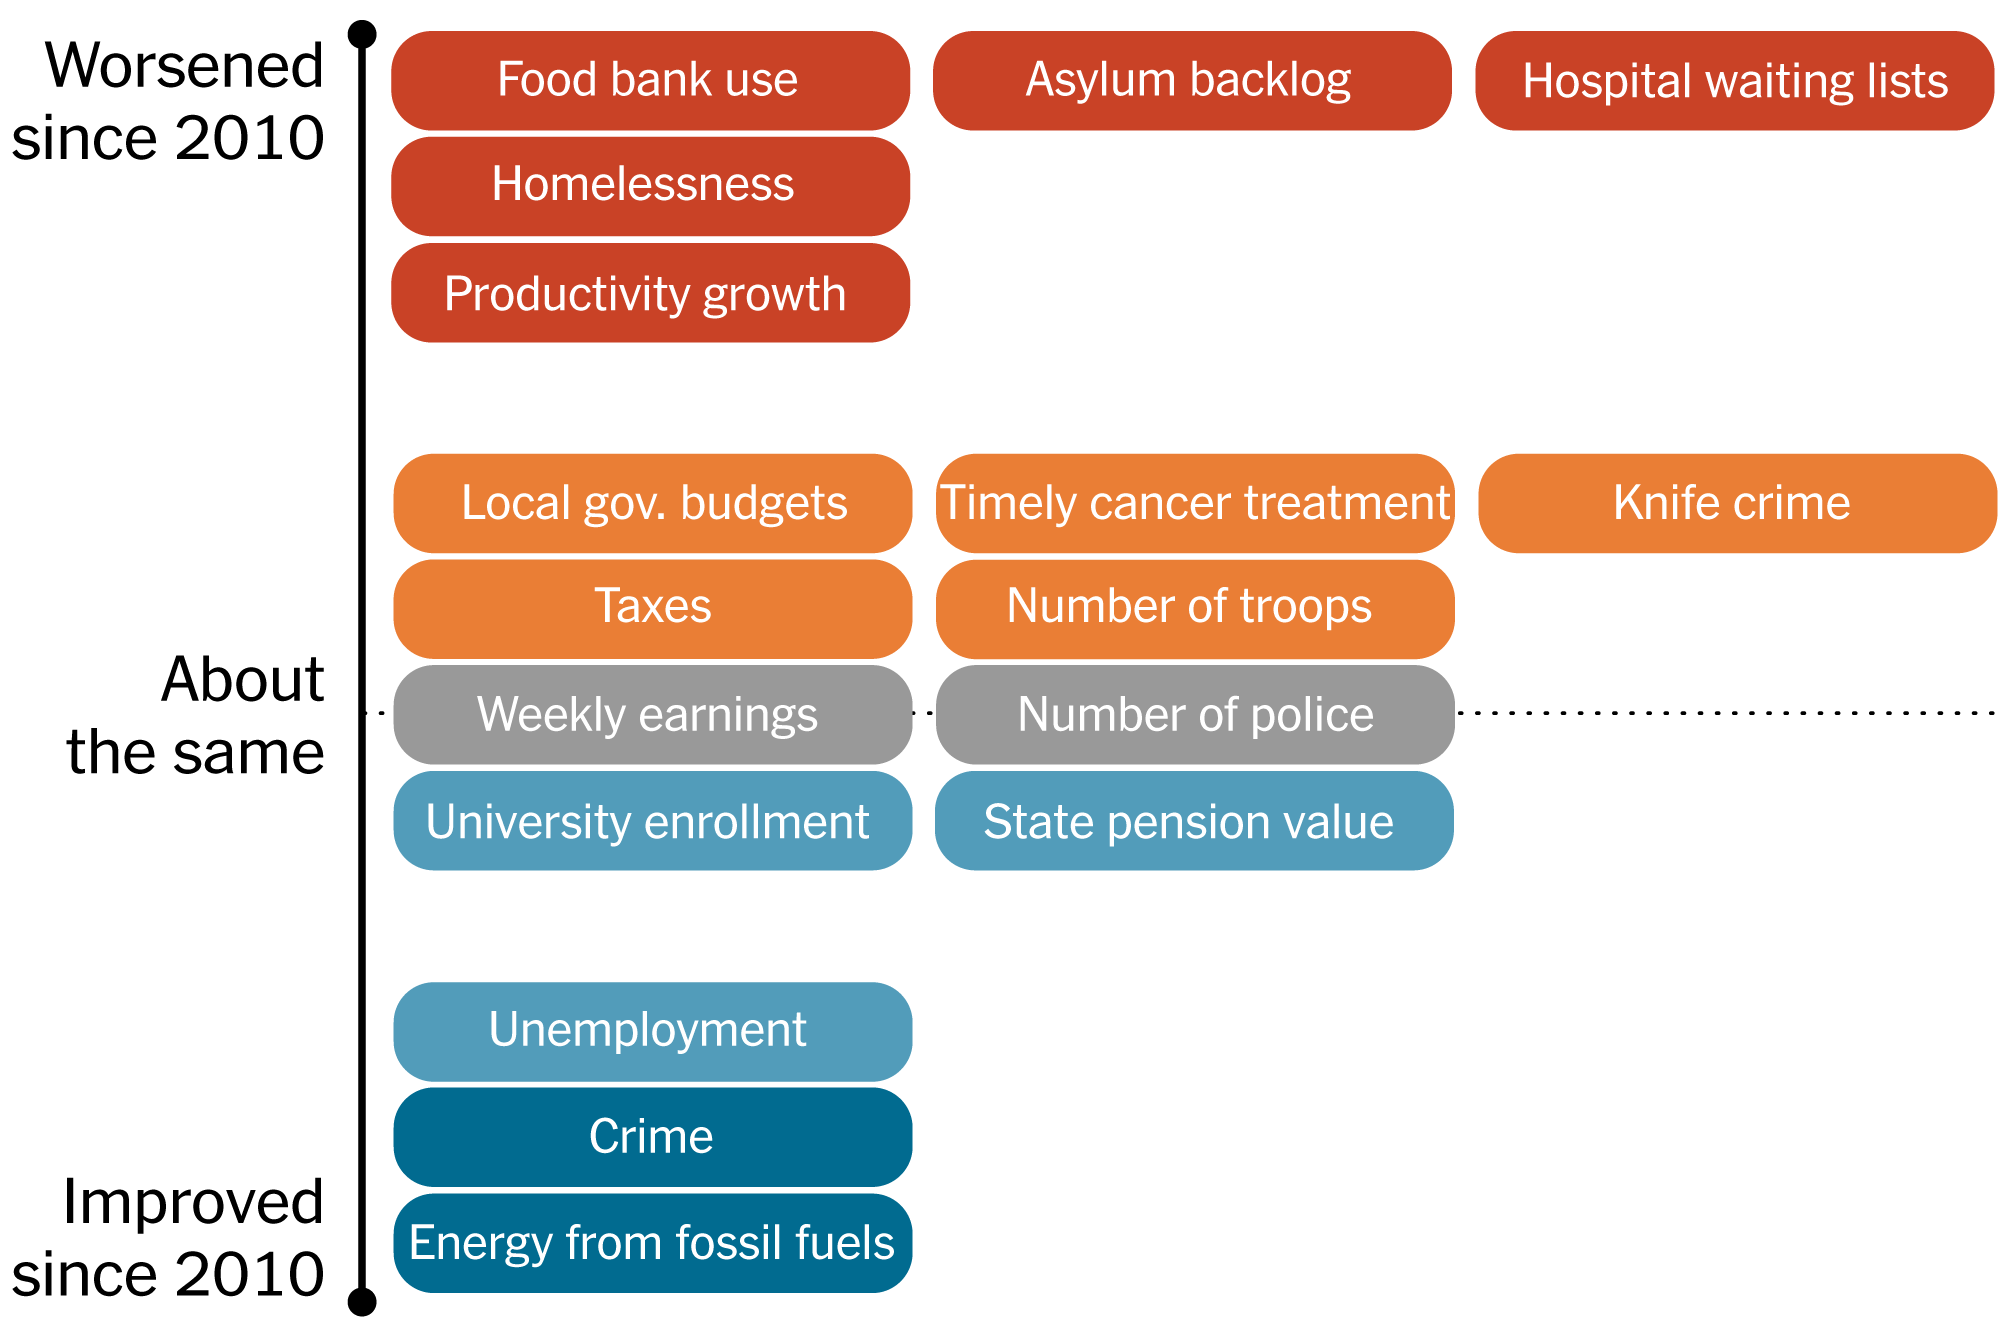 Worsened
since 2010
Food bank use
Asylum backlog
Hospital waiting lists
Homelessness
Productivity growth
Local gov. budgets
Timely cancer treatment
Knife crime
Taxes
Number of troops
About
the same
Weekly earnings
Number of police
University enrollment
State pension value
Unemployment
Crime
Improved
since 2010
Energy from fossil fuels